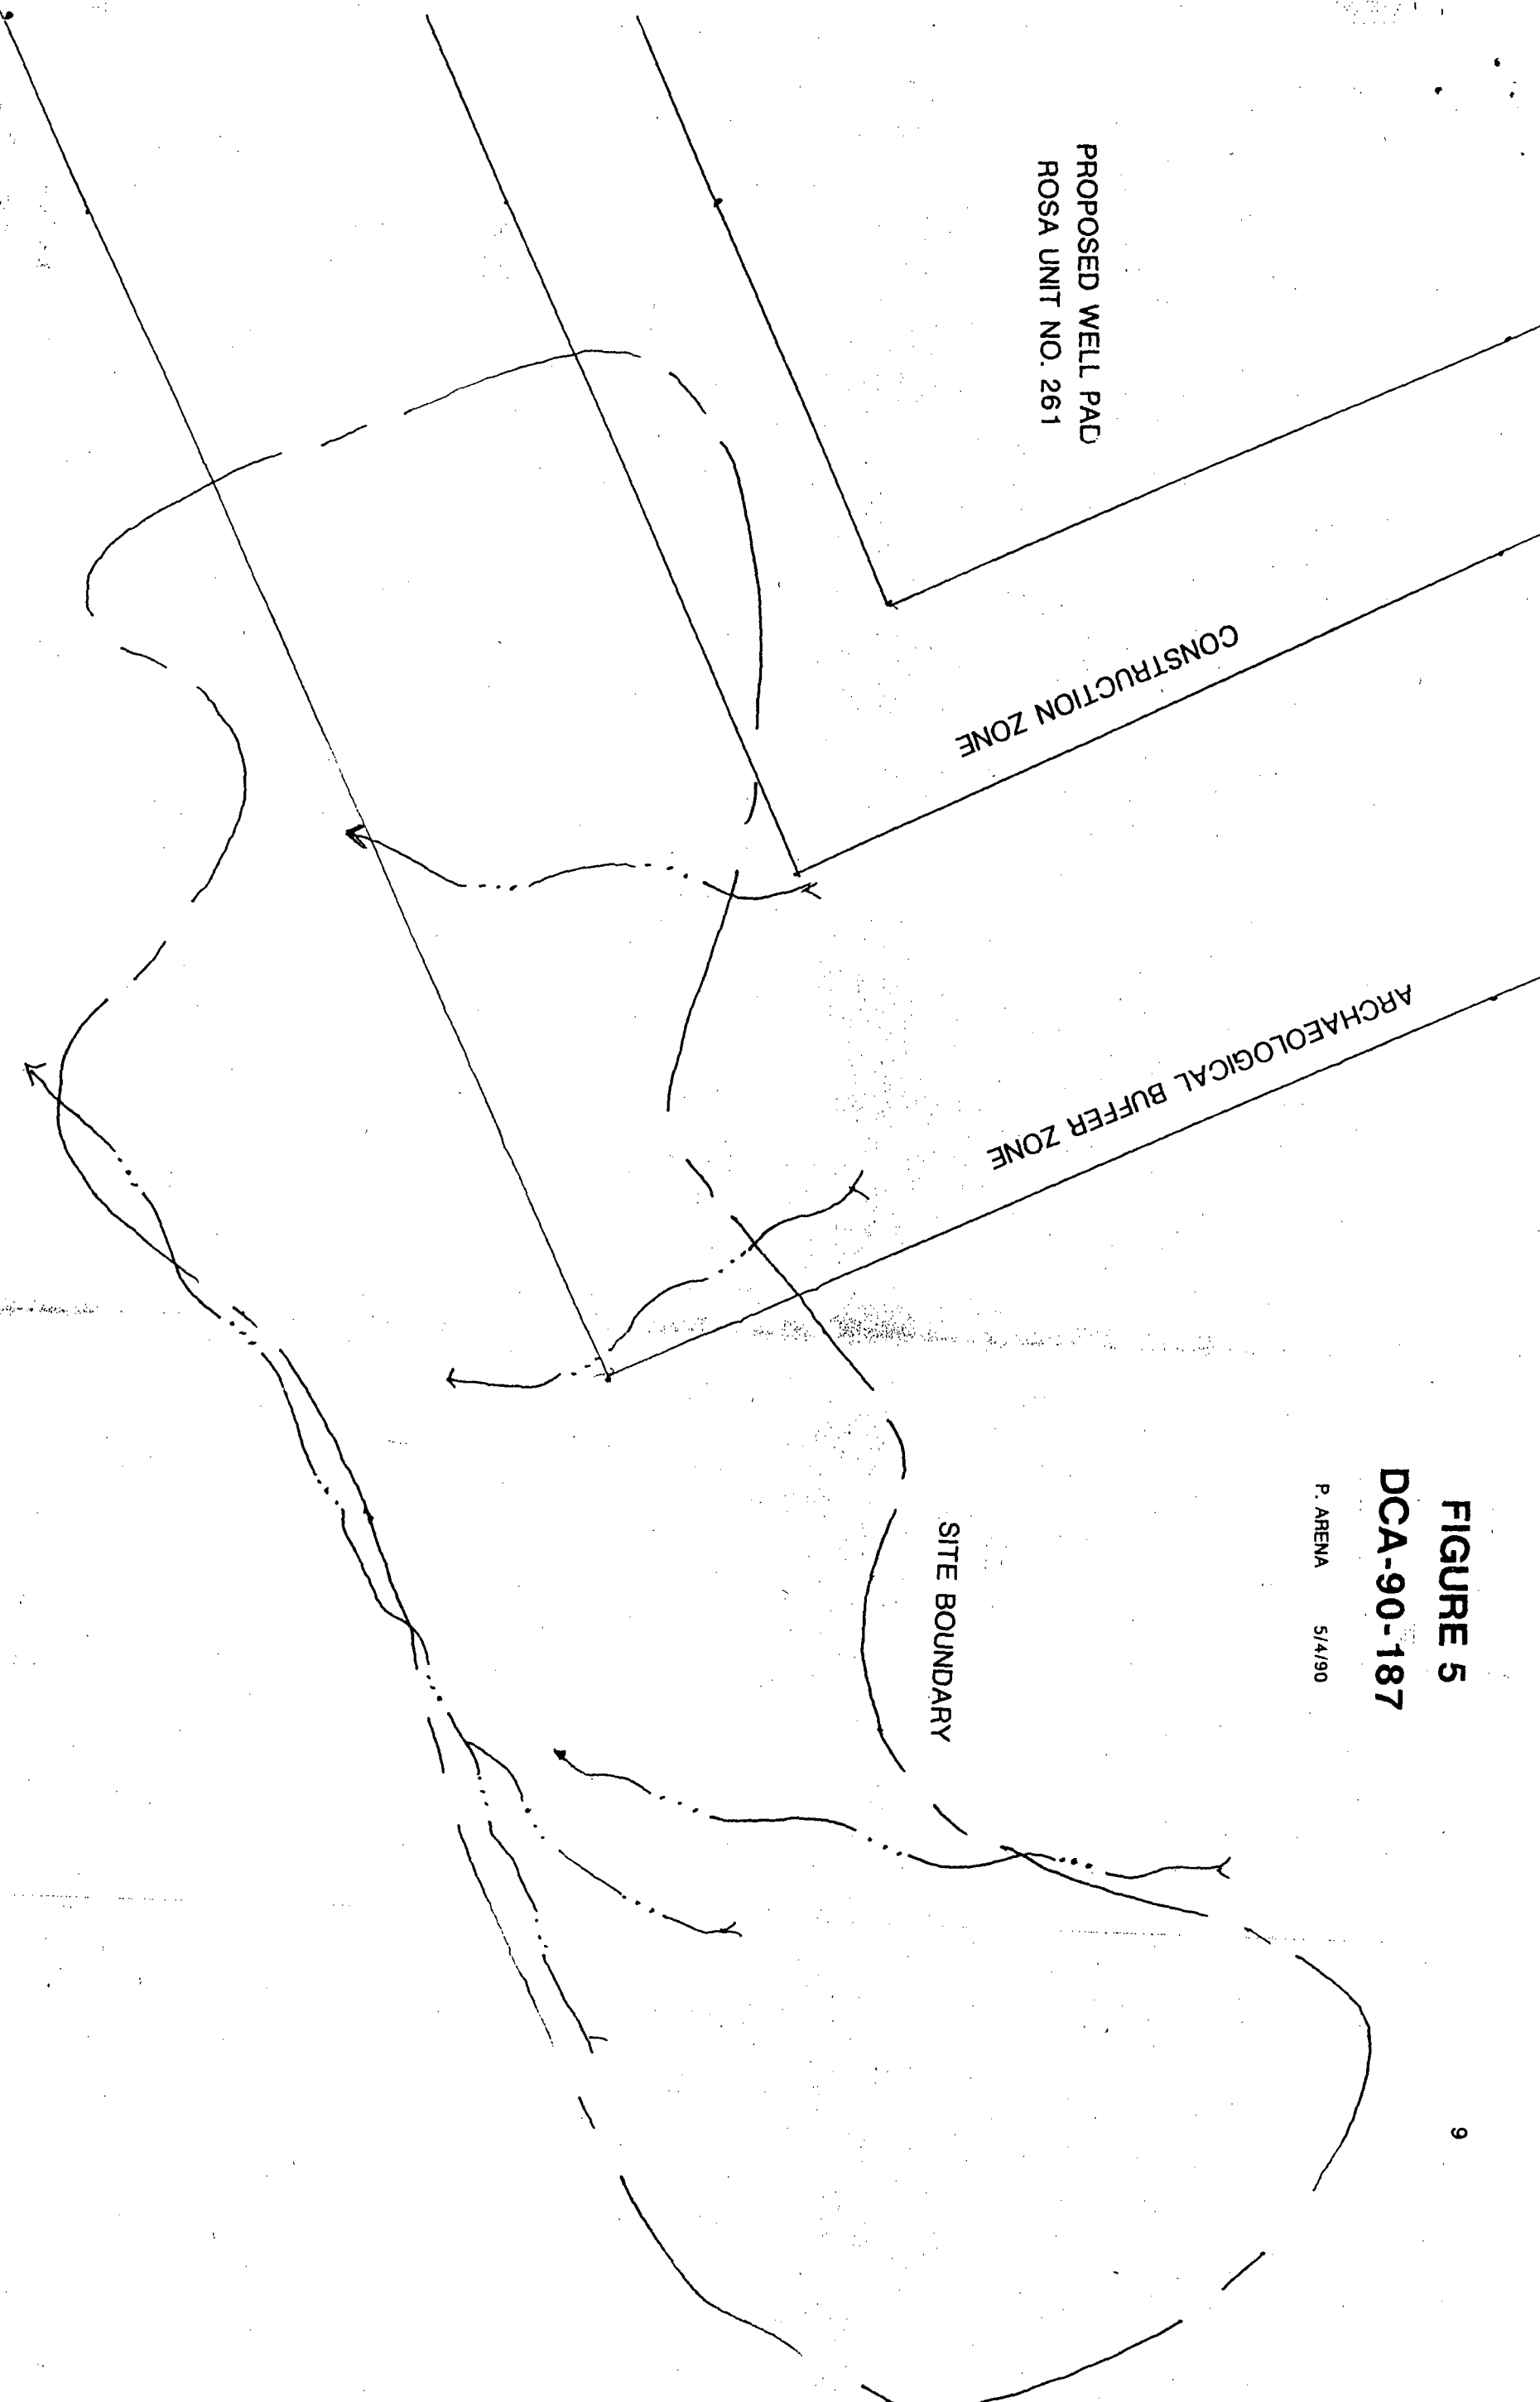 FIGURE 5
DCA-90-187
P. ARENA 5/4/90
9
PROPOSED WELL PAD
ROSA UNIT NO. 261
CONSTRUCTION ZONE
ARCHAEOLOGICAL BUFFER ZONE
SITE BOUNDARY